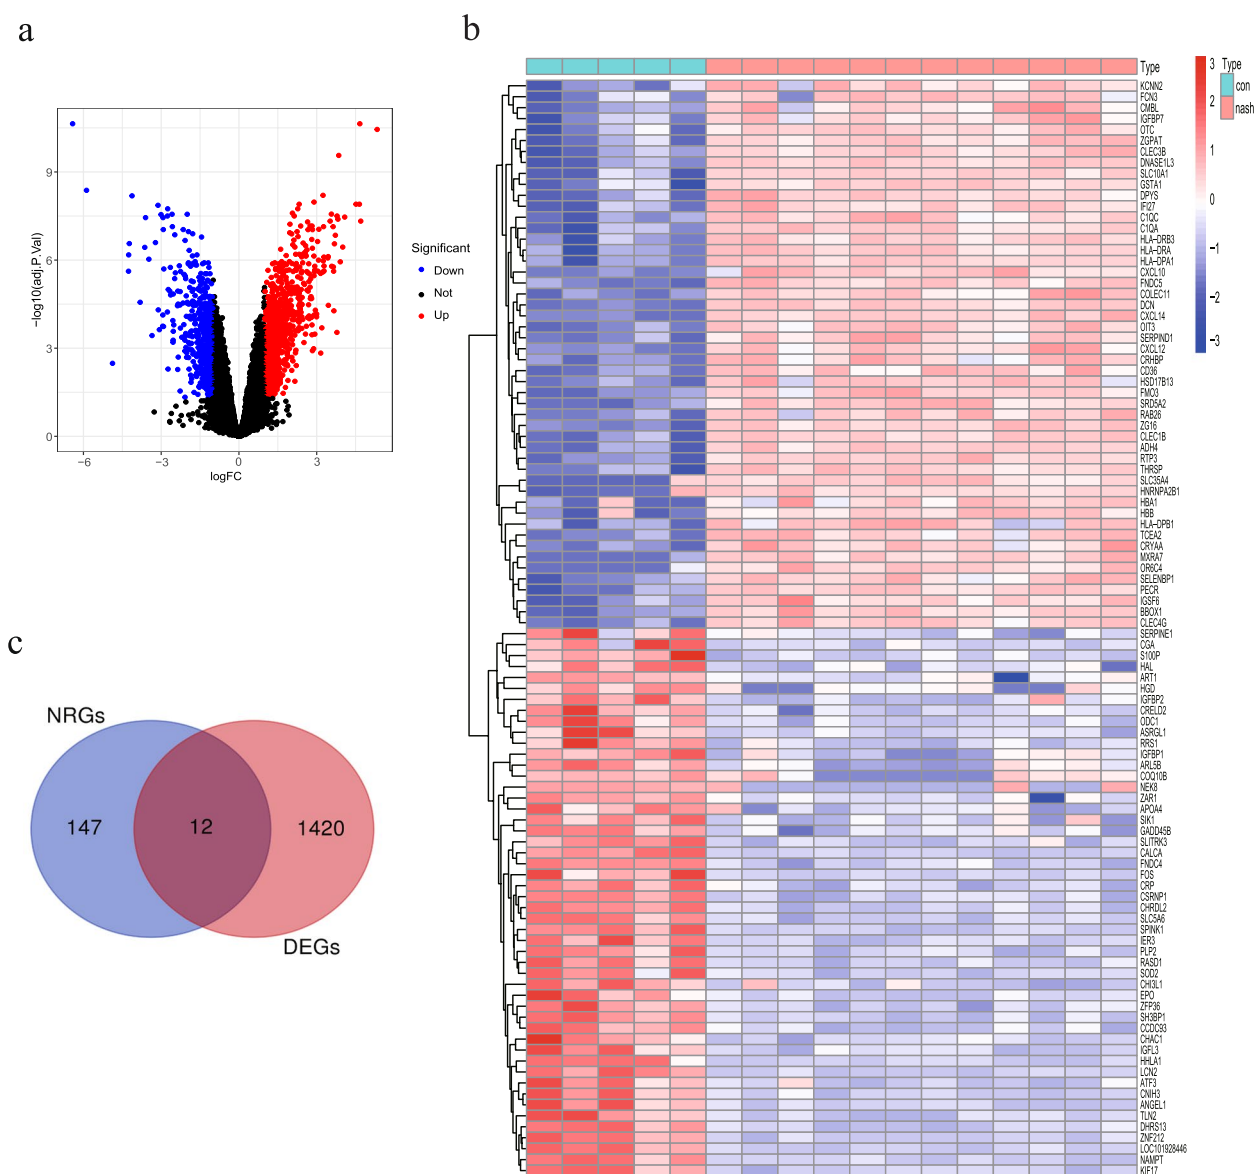 a
9
6
3
0
−6
−3
0
3
−log10(adj.P.Val)
logFC
Significant
Down
Not
Up
b
Type
KCNN2
FCN3
CMBL
IGFBP7
OTC
ZGPAT
CLEC3B
DNASE1L3
SLC10A1
GSTA1
DPYS
IFI27
C1QC
C1QA
HLA−DRB3
HLA−DRA
HLA−DPA1
CXCL10
FNDC5
COLEC11
DCN
CXCL14
OIT3
SERPIND1
CXCL12
CRHBP
CD36
HSD17B13
FMO3
SRD5A2
RAB26
ZG16
CLEC1B
ADH4
RTP3
THRSP
SLC35A4
HNRNPA2B1
HBA1
HBB
HLA−DPB1
TCEA2
CRYAA
MXRA7
OR6C4
SELENBP1
PECR
IGSF6
BBOX1
CLEC4G
SERPINE1
CGA
S100P
HAL
ART1
HGD
IGFBP2
CRELD2
ODC1
ASRGL1
RRS1
IGFBP1
ARL5B
COQ10B
NEK8
ZAR1
APOA4
SIK1
GADD45B
SLITRK3
CALCA
FNDC4
FOS
CRP
CSRNP1
CHRDL2
SLC5A6
SPINK1
IER3
PLP2
RASD1
SOD2
CHI3L1
EPO
ZFP36
SH3BP1
CCDC93
CHAC1
IGFL3
HHLA1
LCN2
ATF3
CNIH3
ANGEL1
TLN2
DHRS13
ZNF212
LOC101928446
NAMPT
KIF17
3
2
1
0
−1
−2
−3
Type
con
nash
c
NRGs
147
12
1420
DEGs